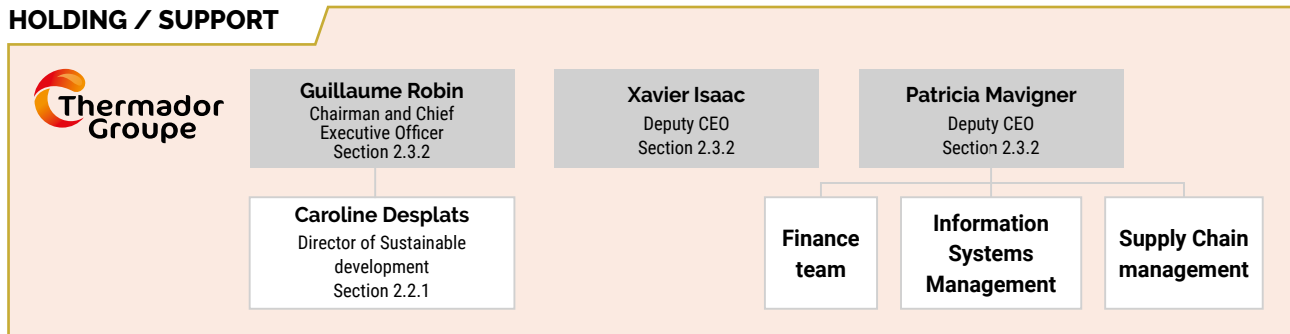 HOLDING / SUPPORT
Thermador
Groupe
Guillaume Robin
Chairman and Chief
Executive Officer
Section 2.3.2
Xavier Isaac
Deputy CEO
Section 2.3.2
Patricia Mavigner
Deputy CEO
Section 2.3.2
Caroline Desplats
Director of Sustainable
development
Section 2.2.1
Finance
team
Information
Systems
Management
Supply Chain
management